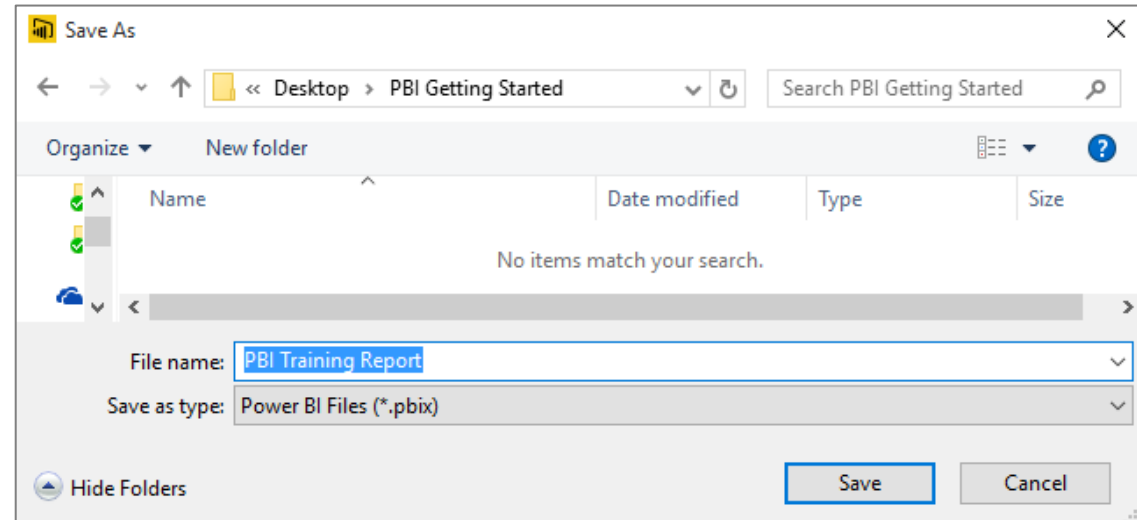 Save As
« Desktop > PBI Getting Started
Search PBI Getting Started
Organize
New folder
Name
Date modified
Type
Size
No items match your search.
File name: PBI Training Report
Save as type: Power BI Files (*.pbix)
Hide Folders
Save
Cancel